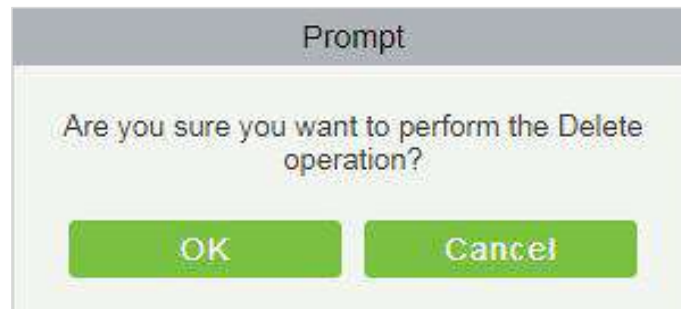 Prompt
Are you sure you want to perform the Delete
operation?
OK
Cancel